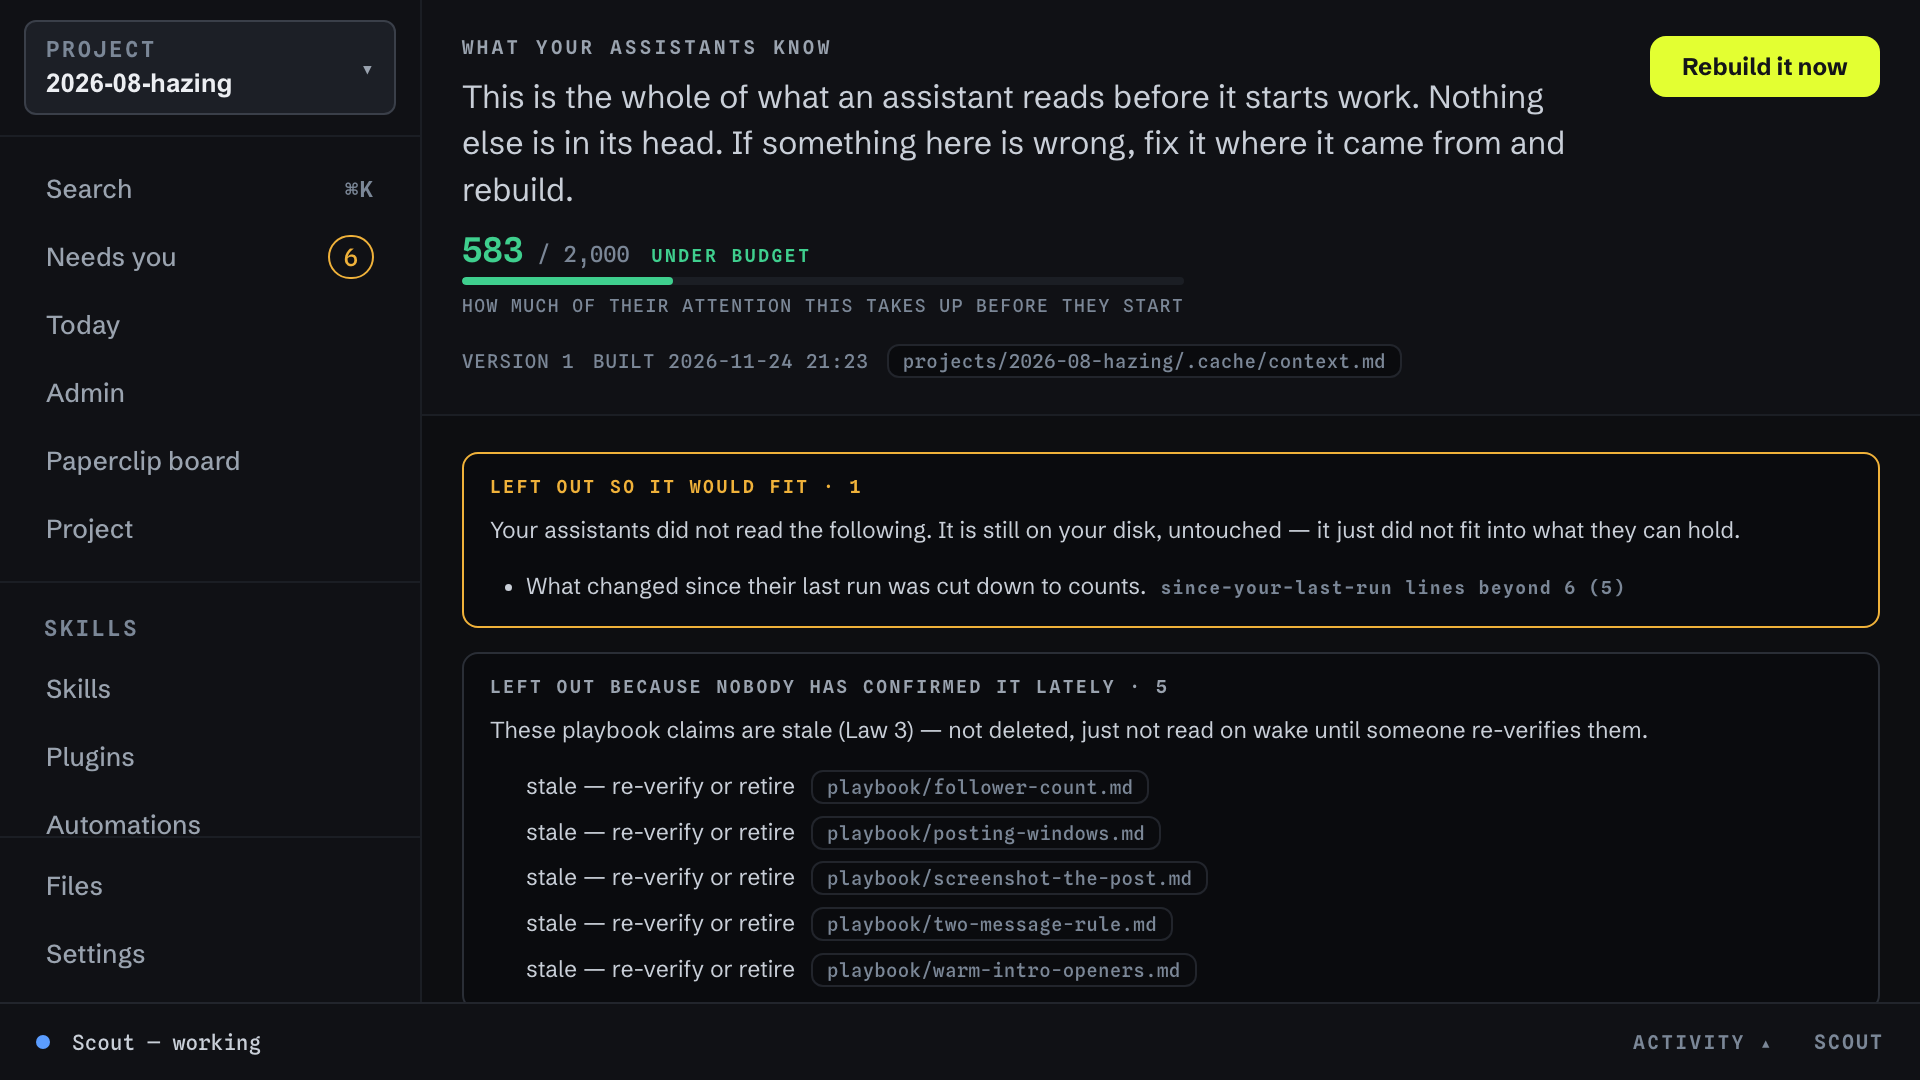 PROJECT
2026-08-hazing
▼
Search ⌘K
Needs you 6
Today
Admin
Paperclip board
Project
SKILLS
Skills
Plugins
Automations
Files
Settings
WHAT YOUR ASSISTANTS KNOW
This is the whole of what an assistant reads before it starts work. Nothing
else is in its head. If something here is wrong, fix it where it came from and
rebuild.
Rebuild it now
583 / 2,000 UNDER BUDGET
HOW MUCH OF THEIR ATTENTION THIS TAKES UP BEFORE THEY START
VERSION 1 BUILT 2026-11-24 21:23 projects/2026-08-hazing/.cache/context.md
LEFT OUT SO IT WOULD FIT · 1
Your assistants did not read the following. It is still on your disk, untouched — it just did not fit into what they can hold.
• What changed since their last run was cut down to counts. since-your-last-run lines beyond 6 (5)
LEFT OUT BECAUSE NOBODY HAS CONFIRMED IT LATELY · 5
These playbook claims are stale (Law 3) — not deleted, just not read on wake until someone re-verifies them.
stale — re-verify or retire playbook/follower-count.md
stale — re-verify or retire playbook/posting-windows.md
stale — re-verify or retire playbook/screenshot-the-post.md
stale — re-verify or retire playbook/two-message-rule.md
stale — re-verify or retire playbook/warm-intro-openers.md
Scout — working
ACTIVITY ▲ SCOUT